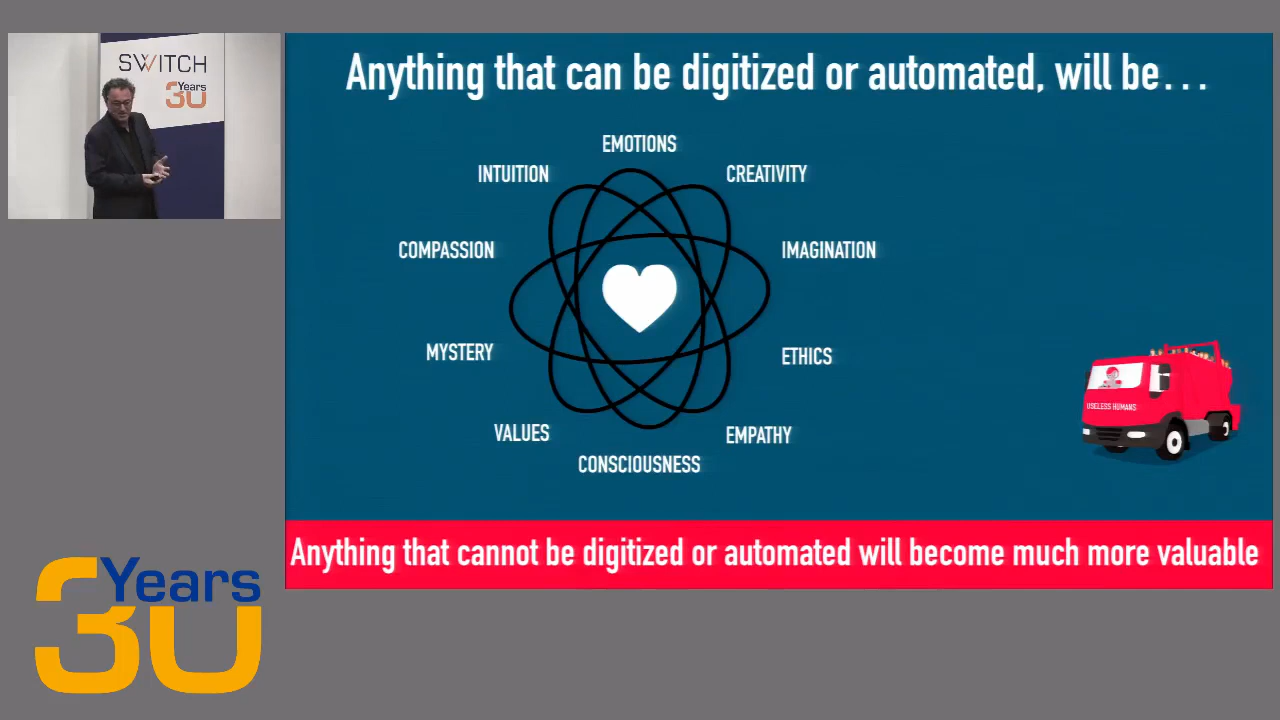 SWITCH
Years
30
Anything that can be digitized or automated, will be...
EMOTIONS
INTUITION
CREATIVITY
COMPASSION
IMAGINATION
MYSTERY
ETHICS
VALUES
EMPATHY
CONSCIOUSNESS
USELESS HUMANS
Anything that cannot be digitized or automated will become much more valuable
Years
30